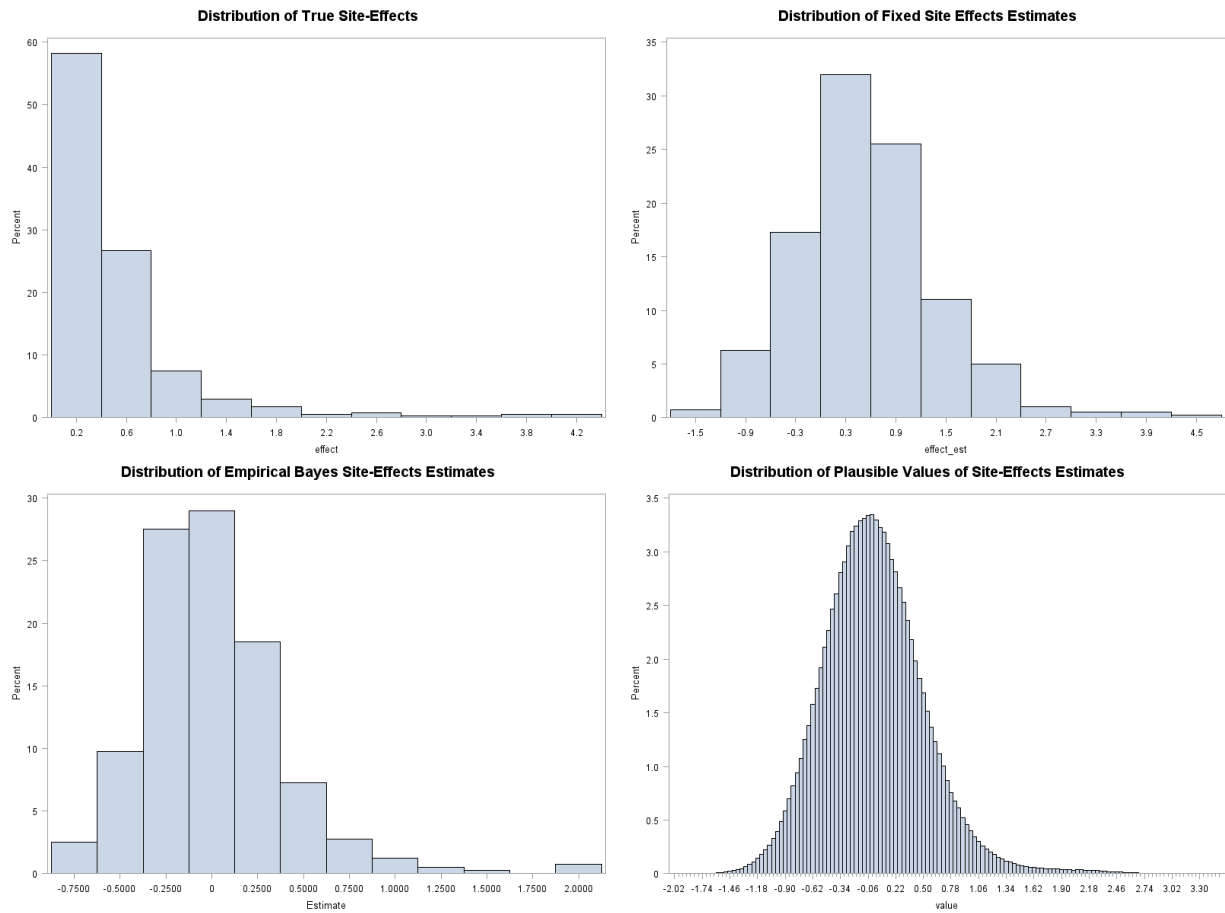 Distribution of True Site-Effects
60
50
40
30
20
10
0
Percent
0.2 0.6 1.0 1.4 1.8 2.2 2.6 3.0 3.4 3.8 4.2
effect
Distribution of Fixed Site Effects Estimates
35
30
25
20
15
10
5
0
Percent
-1.5 -0.9 -0.3 0.3 0.9 1.5 2.1 2.7 3.3 3.9 4.5
effect_est
Distribution of Empirical Bayes Site-Effects Estimates
30
25
20
15
10
5
0
Percent
-0.7500 -0.5000 -0.2500 0 0.2500 0.5000 0.7500 1.0000 1.2500 1.5000 1.7500 2.0000
Estimate
Distribution of Plausible Values of Site-Effects Estimates
3.5
3.0
2.5
2.0
1.5
1.0
0.5
0
Percent
-2.02 -1.74 -1.46 -1.18 -0.90 -0.62 -0.34 -0.06 0.22 0.50 0.78 1.06 1.34 1.62 1.90 2.18 2.46 2.74 3.02 3.30
value